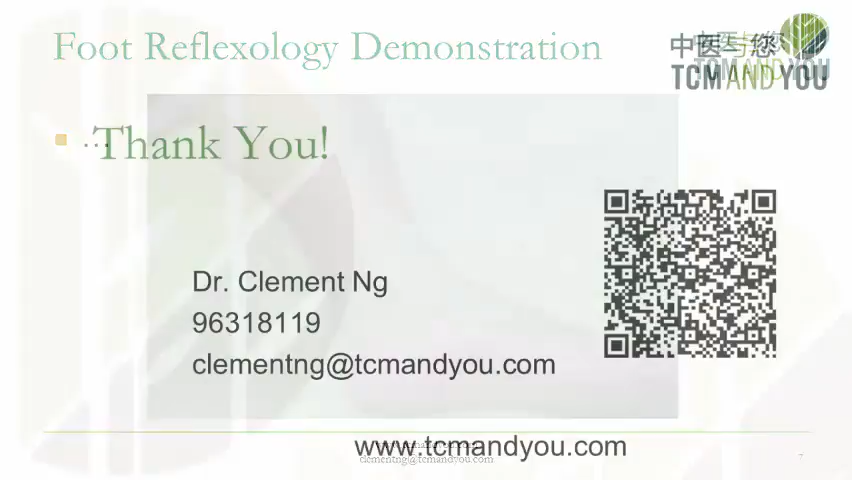 Foot Reflexology Demonstration
中医与您
TCMANDYOU
Thank You!
...
Dr. Clement Ng
96318119
clementng@tcmandyou.com
www.tcmandyou.com
clementng@tcmandyou.com
7